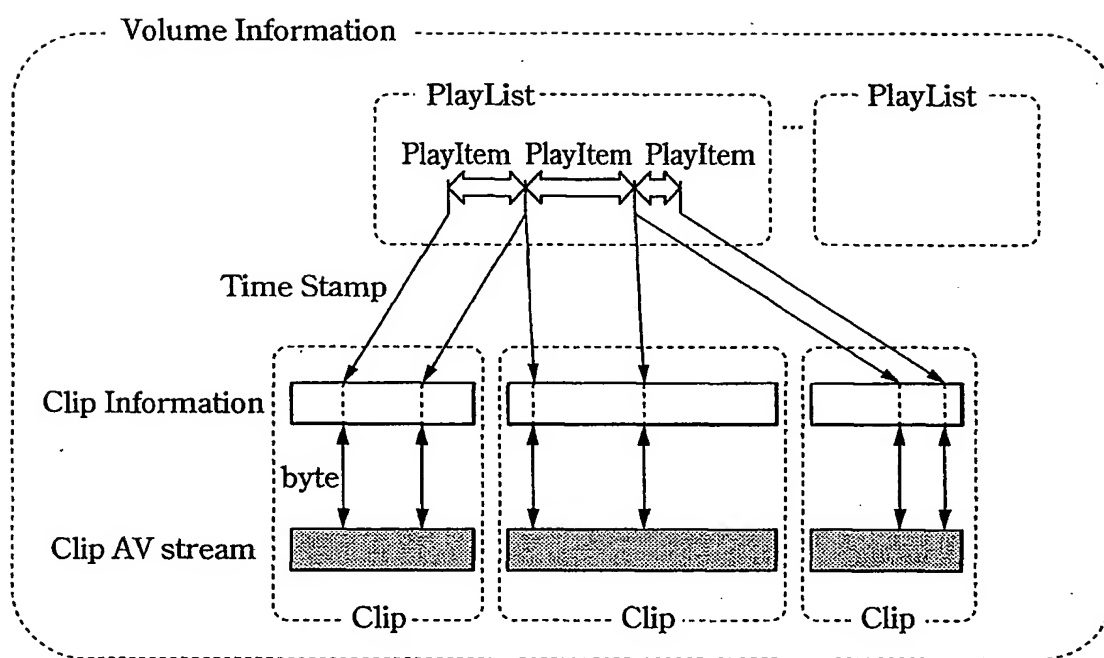 Volume Information
PlayList
PlayList
...
PlayItem PlayItem PlayItem
Time Stamp
Clip Information
byte
Clip AV stream
Clip
Clip
Clip